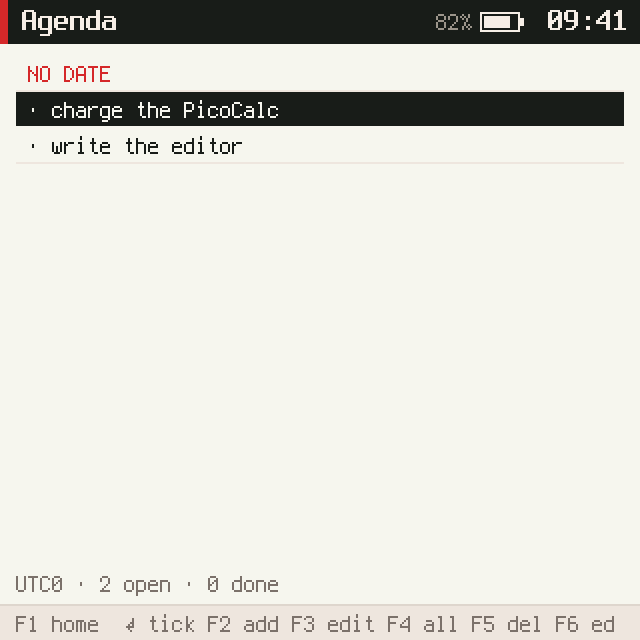 Agenda 82% 09:41
NO DATE
· charge the PicoCalc
· write the editor
UTC0 · 2 open · 0 done
F1 home ↲ tick F2 add F3 edit F4 all F5 del F6 ed